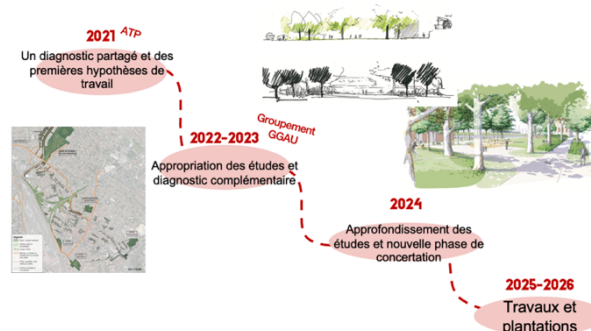 2021 ATP
Un diagnostic partagé et des
premières hypothèses de
travail
2022-2023
Groupement
GGAU
Appropriation des études et
diagnostic complémentaire
2024
Approfondissement des
études et nouvelle phase de
concertation
2025-2026
Travaux et
plantations